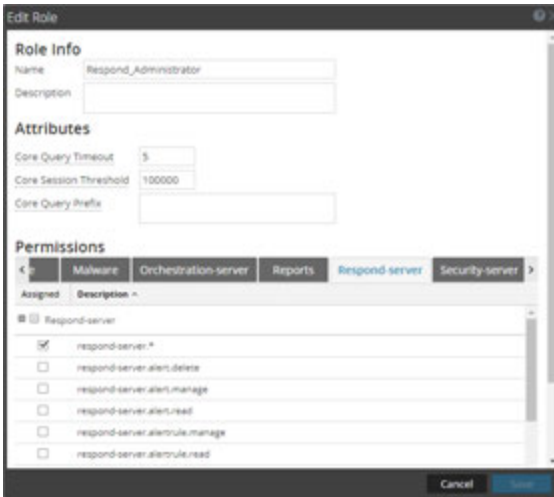 Edit Role
Role Info
Name Respond_Administrator
Description
Attributes
Core Query Timeout 5
Core Session Threshold 100000
Core Query Prefix
Permissions
e Malware Orchestration-server Reports Respond-server Security-server
Assigned Description
Respond-server
respond-server.*
respond-server.alert.delete
respond-server.alert.manage
respond-server.alert.read
respond-server.alertrule.manage
respond-server.alertrule.read
Cancel Save